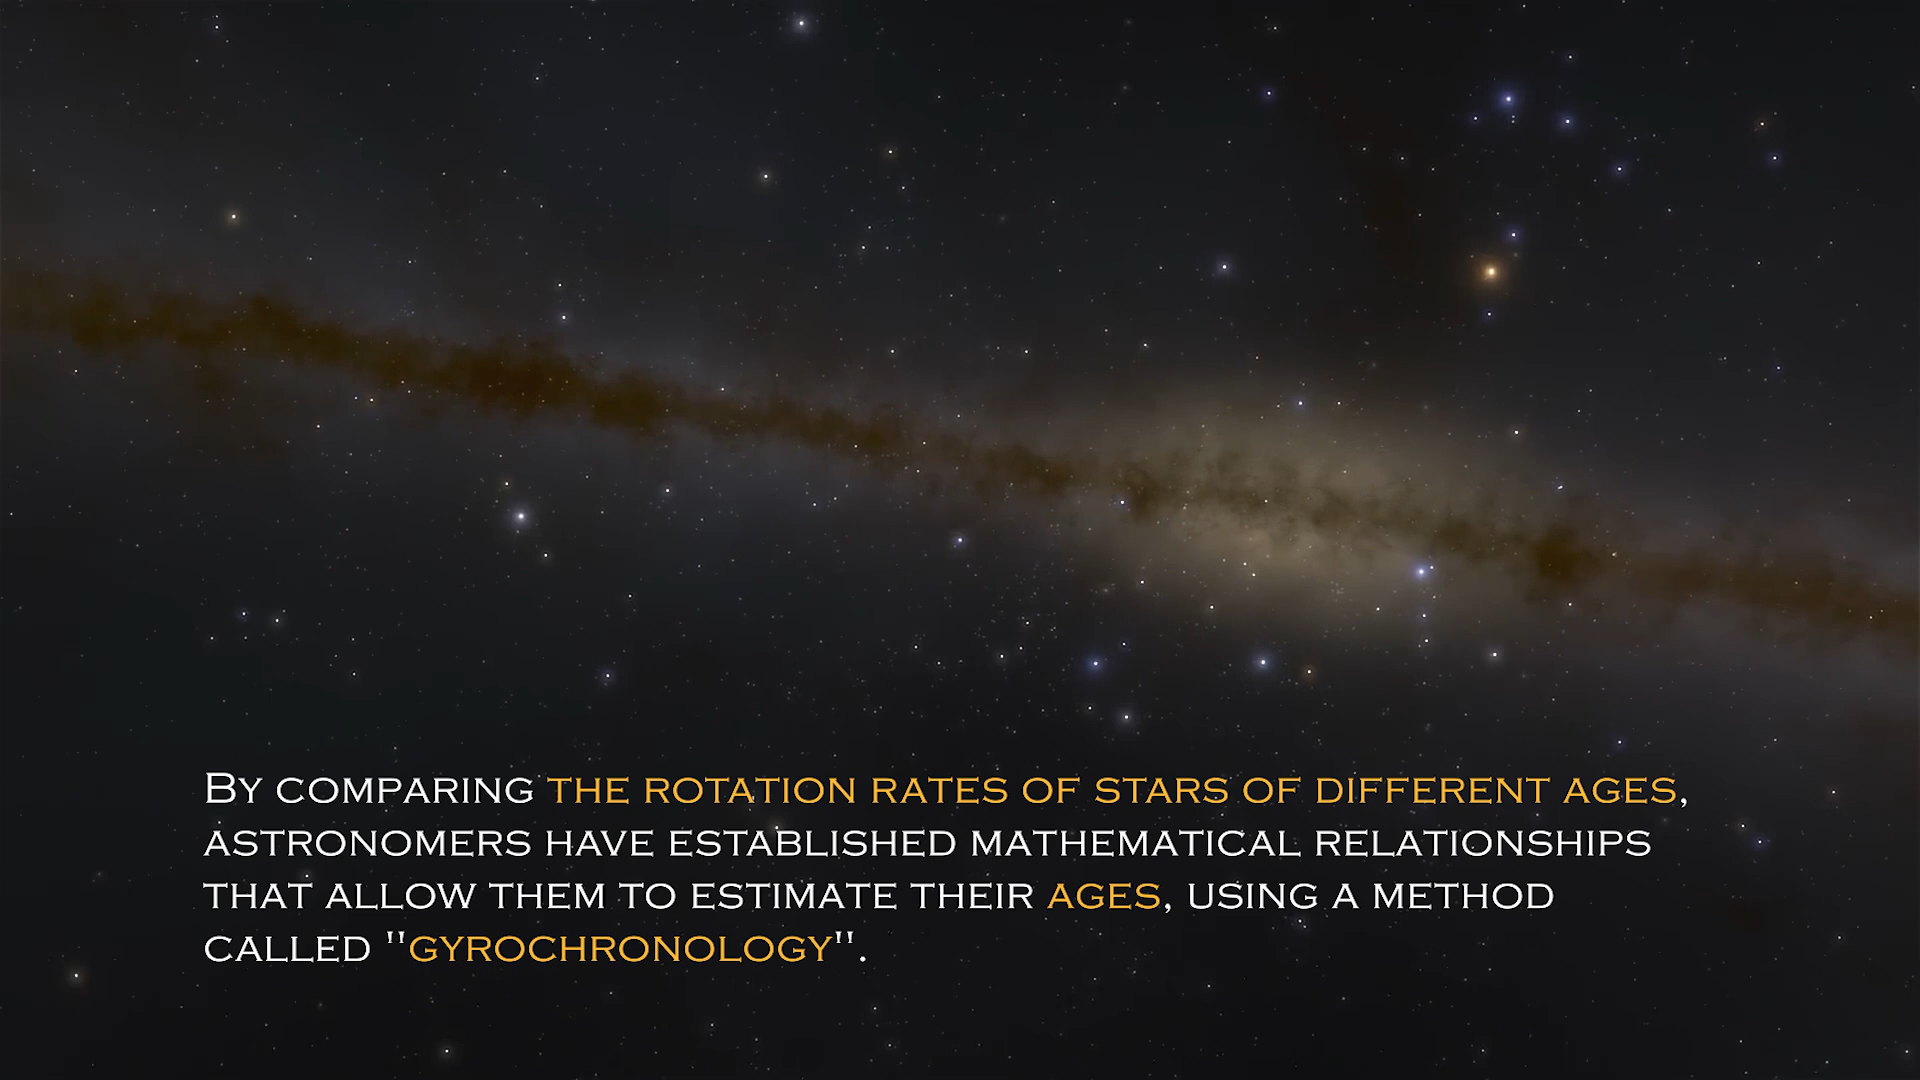 By comparing the rotation rates of stars of different ages,
astronomers have established mathematical relationships
that allow them to estimate their ages, using a method
called "gyrochronology".